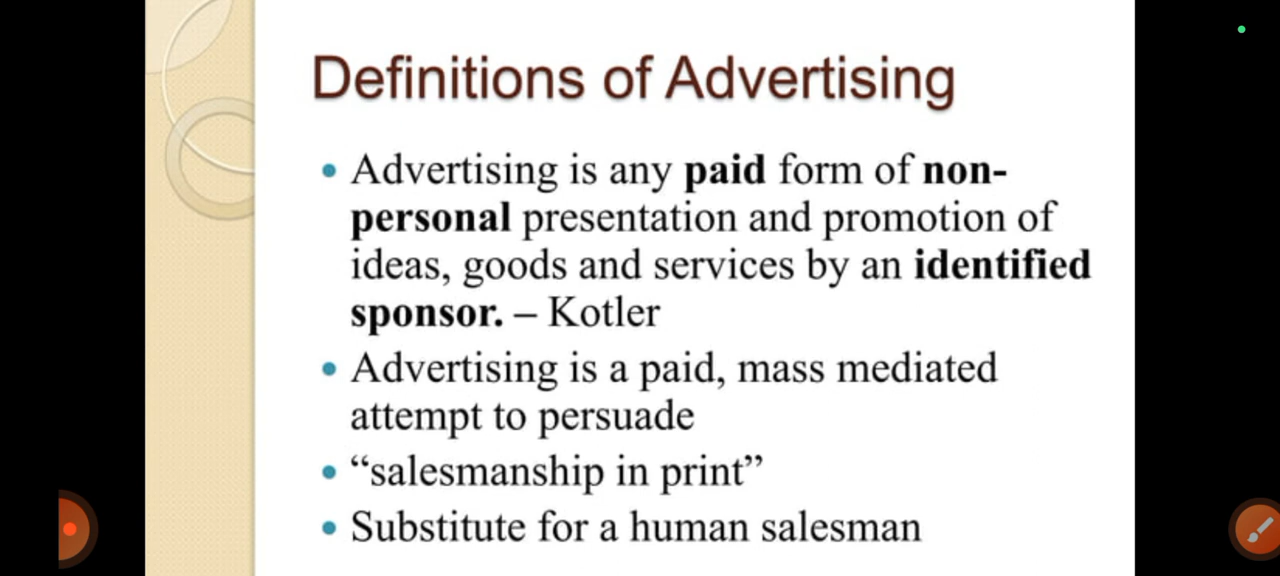 Definitions of Advertising
• Advertising is any paid form of non-
personal presentation and promotion of
ideas, goods and services by an identified
sponsor. – Kotler
• Advertising is a paid, mass mediated
attempt to persuade
• “salesmanship in print”
• Substitute for a human salesman